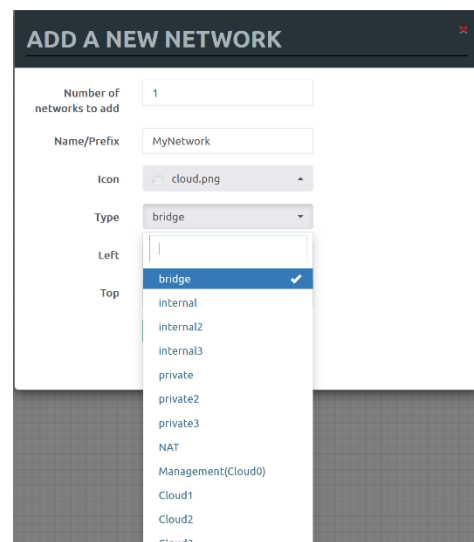 ADD A NEW NETWORK
Number of
networks to add
1
Name/Prefix
MyNetwork
Icon
cloud.png
Type
bridge
Left
Top
bridge
internal
internal2
internal3
private
private2
private3
NAT
Management(Cloud0)
Cloud1
Cloud2